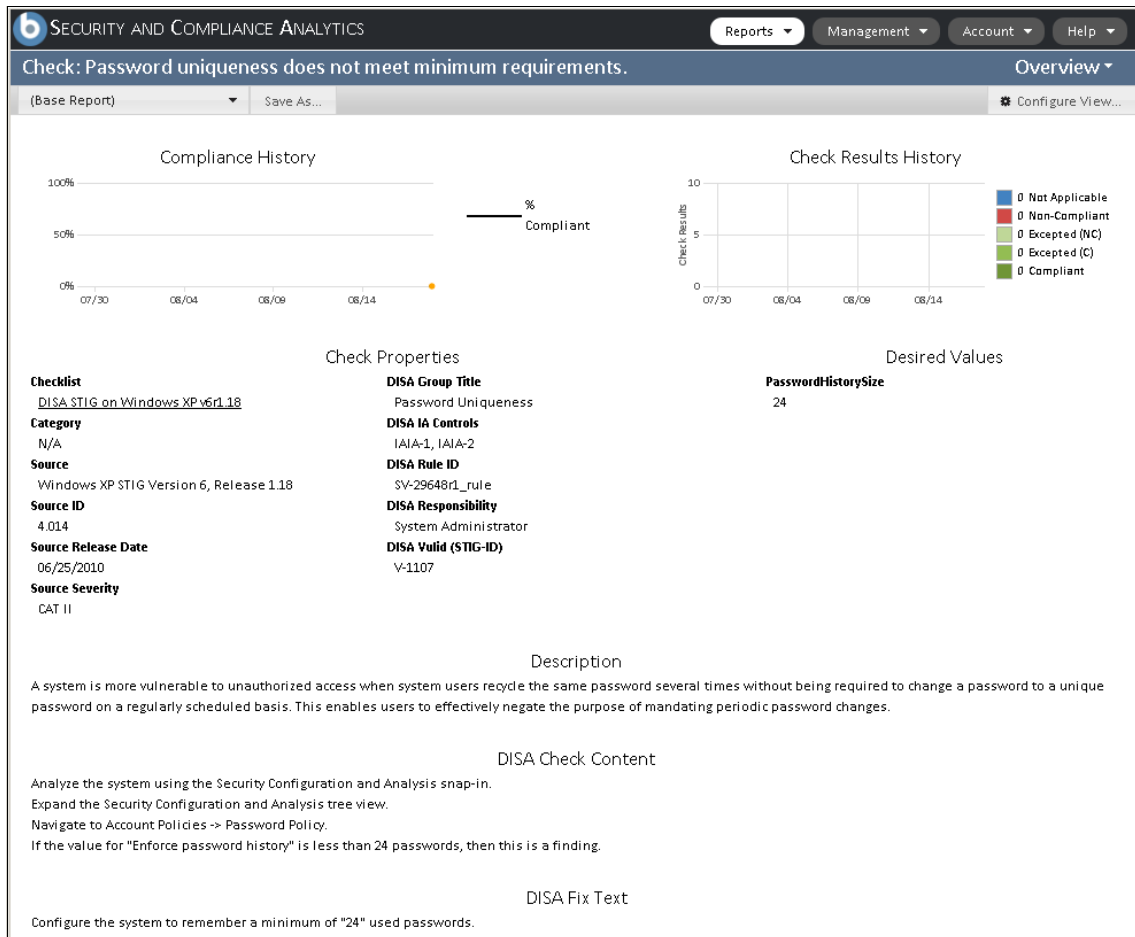 b SECURITY AND COMPLIANCE ANALYTICS
Reports Management Account Help
Check: Password uniqueness does not meet minimum requirements. Overview
(Base Report) Save As... Configure View...
Compliance History
100%
50%
0%
07/30 08/04 08/09 08/14
%
Compliant
Check Results History
Check Results
10
5
0
07/30 08/04 08/09 08/14
0 Not Applicable
0 Non-Compliant
0 Excepted (NC)
0 Excepted (C)
0 Compliant
Check Properties
Checklist
DISA STIG on Windows XP v6r1.18
Category
N/A
Source
Windows XP STIG Version 6, Release 1.18
Source ID
4.014
Source Release Date
06/25/2010
Source Severity
CAT II
DISA Group Title
Password Uniqueness
DISA IA Controls
IAIA-1, IAIA-2
DISA Rule ID
SV-29648r1_rule
DISA Responsibility
System Administrator
DISA Vulid (STIG-ID)
V-1107
Desired Values
PasswordHistorySize
24
Description
A system is more vulnerable to unauthorized access when system users recycle the same password several times without being required to change a password to a unique
password on a regularly scheduled basis. This enables users to effectively negate the purpose of mandating periodic password changes.
DISA Check Content
Analyze the system using the Security Configuration and Analysis snap-in.
Expand the Security Configuration and Analysis tree view.
Navigate to Account Policies -> Password Policy.
If the value for "Enforce password history" is less than 24 passwords, then this is a finding.
DISA Fix Text
Configure the system to remember a minimum of "24" used passwords.